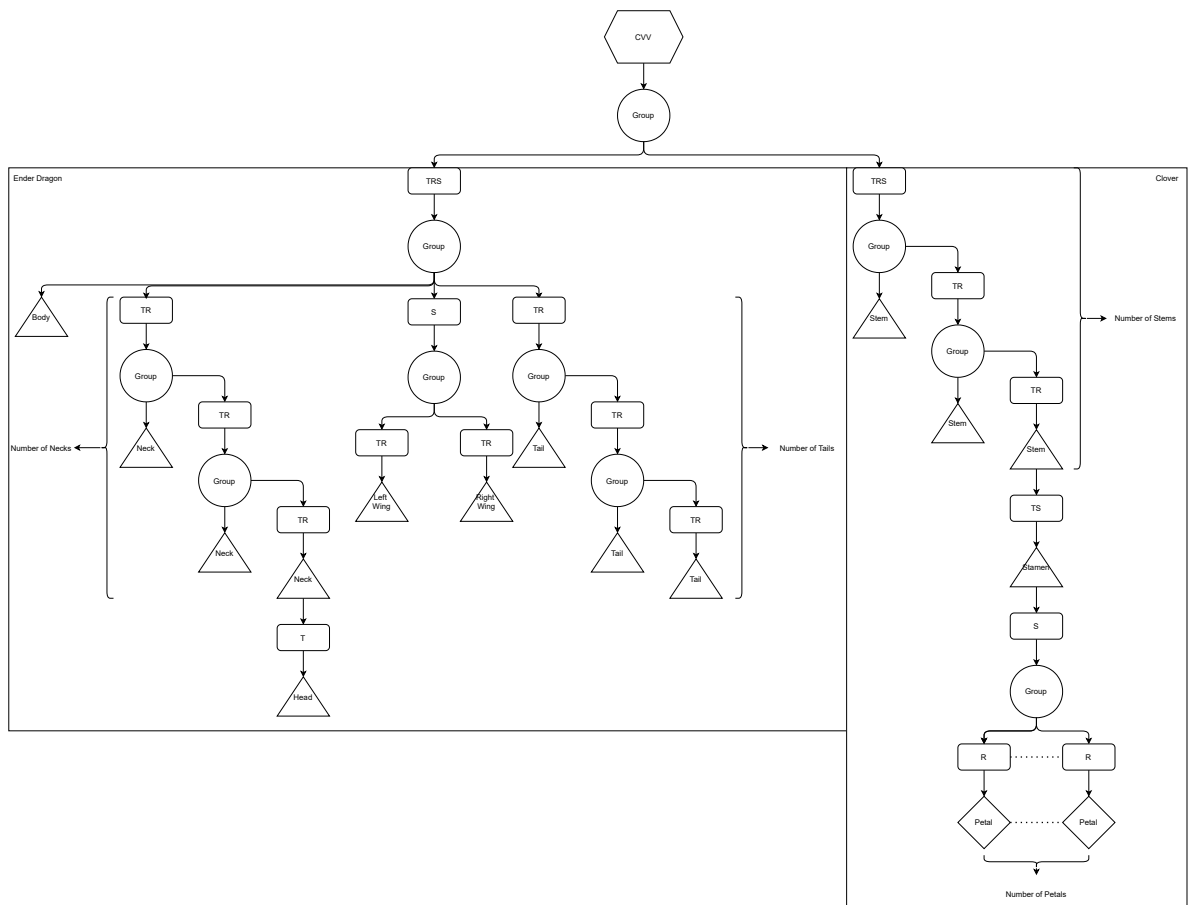 CVV
Group
Ender Dragon
TRS
TRS
Clover
Group
Group
TR
Body
TR
S
TR
Stem
Number of Stems
Group
Group
Group
Group
TR
TR
TR
Stem
Number of Necks
Neck
TR
TR
Tail
Number of Tails
Stem
Group
Left
Wing
Right
Wing
Group
TR
TR
TS
Neck
Tail
Stamen
Neck
Tail
T
S
Head
Group
R
R
Petal
Petal
Number of Petals